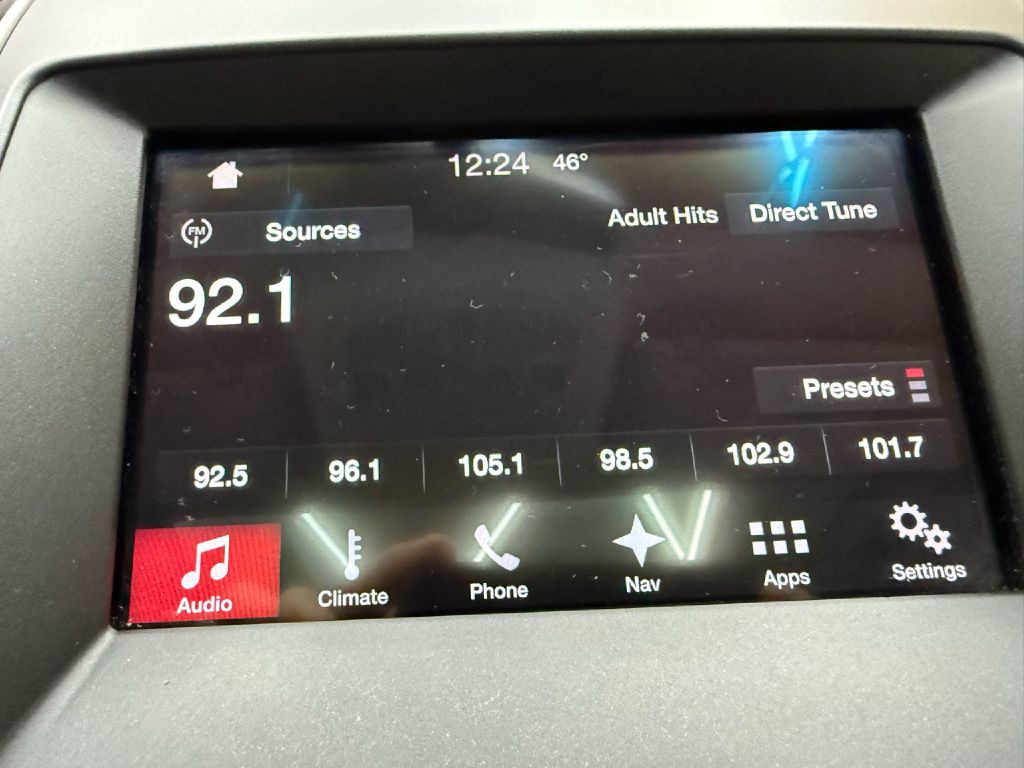 12:24 46°
FM Sources Adult Hits Direct Tune
92.1
Presets
92.5 96.1 105.1 98.5 102.9 101.7
Audio Climate Phone Nav Apps Settings